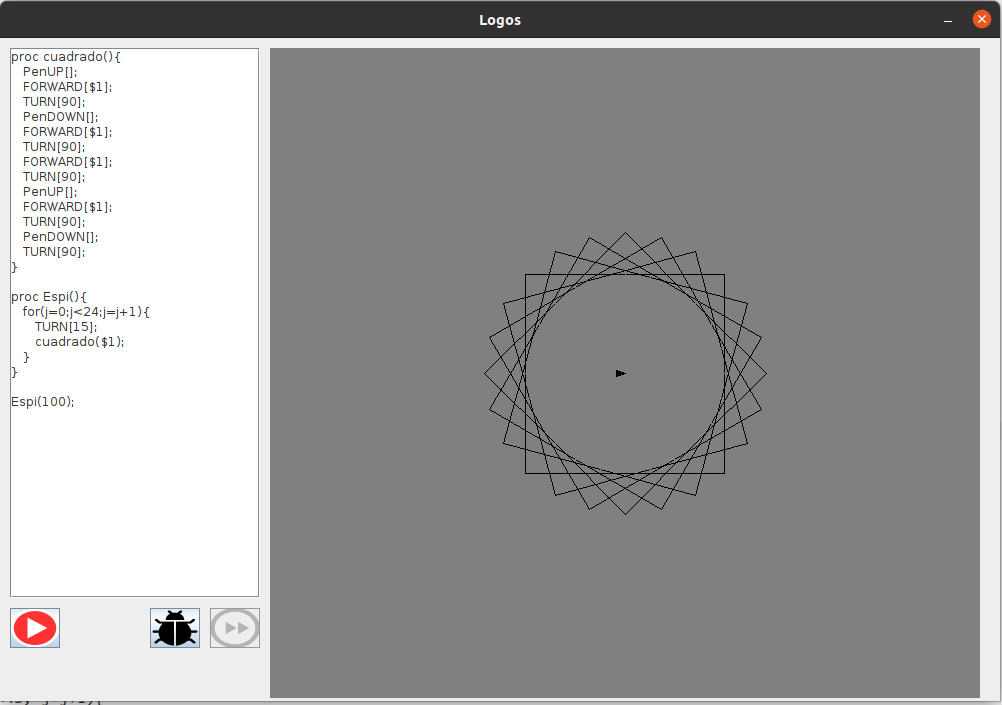 Logos
proc cuadrado(){
PenUP[];
FORWARD[$1];
TURN[90];
PenDOWN[];
FORWARD[$1];
TURN[90];
FORWARD[$1];
TURN[90];
PenUP[];
FORWARD[$1];
TURN[90];
PenDOWN[];
TURN[90];
}
proc Espi(){
for(j=0;j<24;j=j+1){
TURN[15];
cuadrado($1);
}
}
Espi(100);